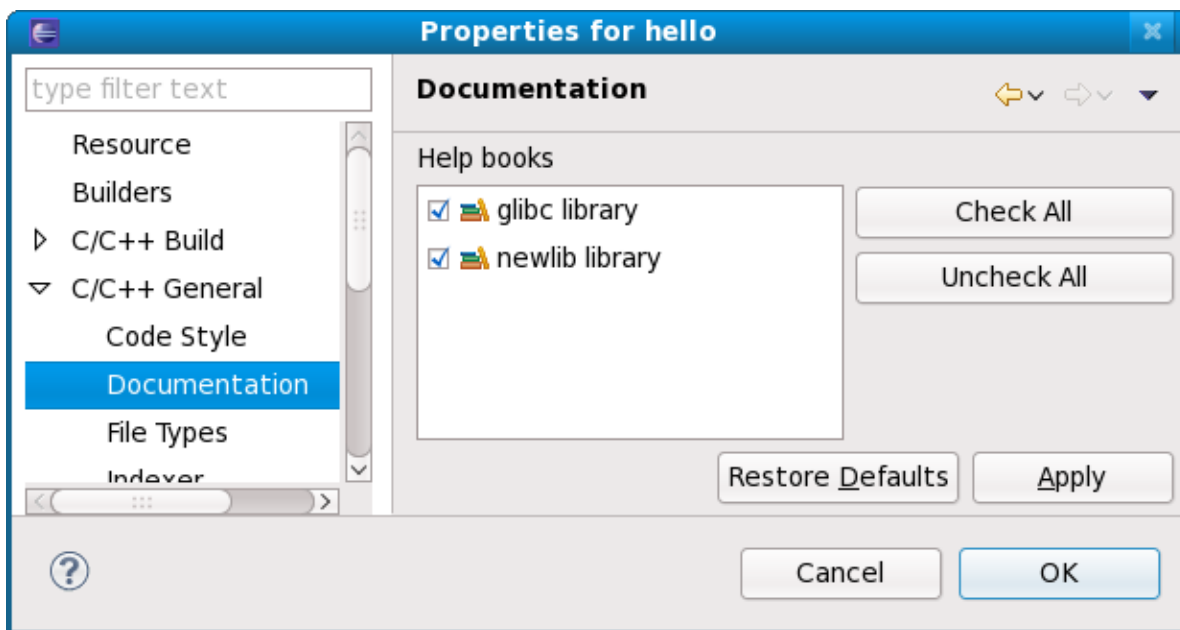 Properties for hello
type filter text
Resource
Builders
C/C++ Build
C/C++ General
Code Style
Documentation
File Types
Indexer
Documentation
Help books
glibc library
newlib library
Check All
Uncheck All
Restore Defaults
Apply
Cancel
OK